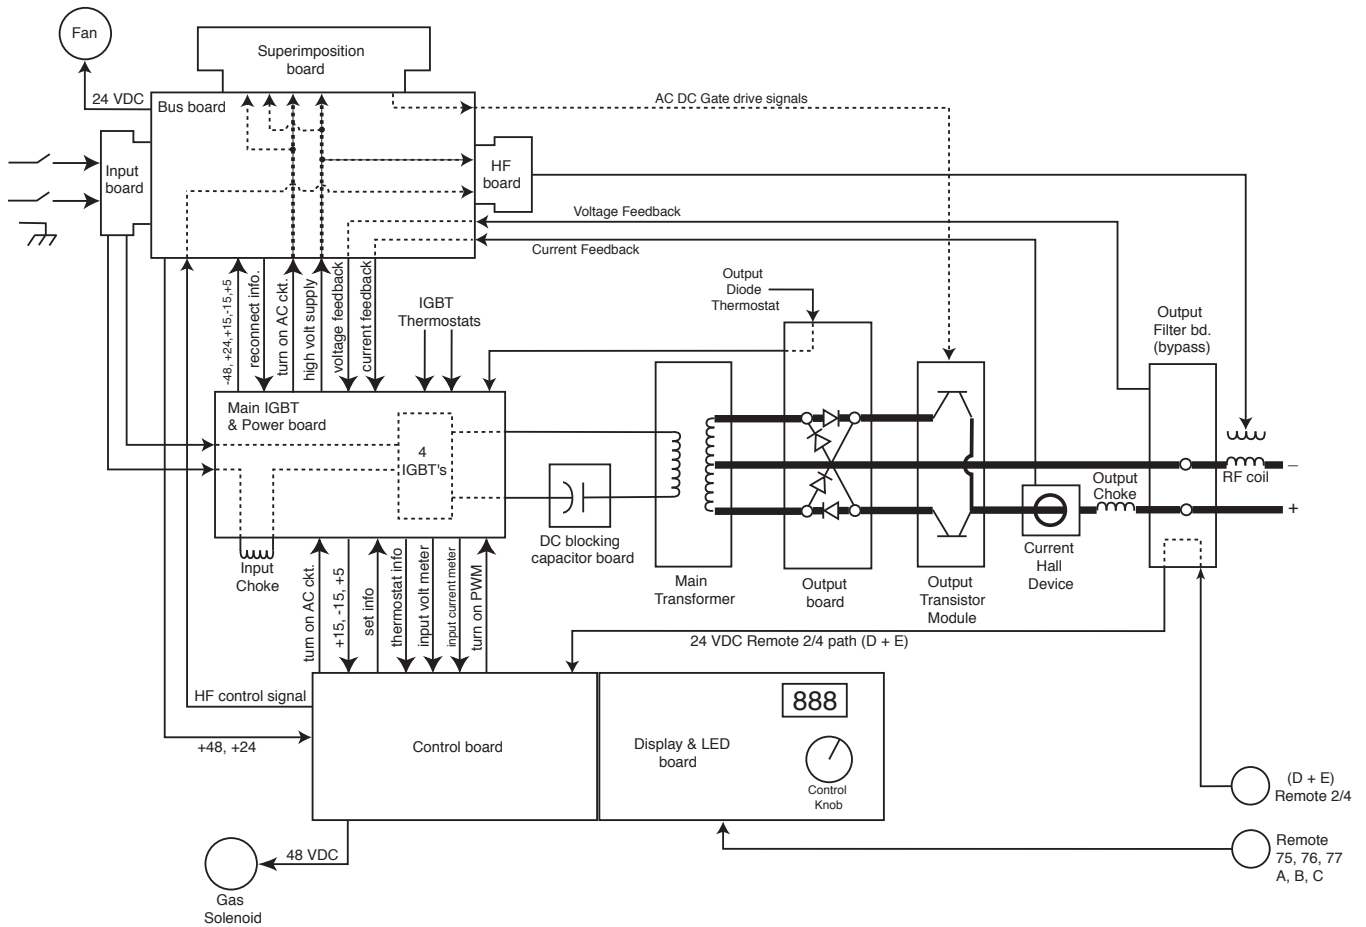 Fan
Superimposition
board
24 VDC
Bus board
AC DC Gate drive signals
Input
board
HF
board
Voltage Feedback
Current Feedback
-48, +24,+15,-15,+5
reconnect info.
turn on AC ckt.
high volt supply
voltage feedback
current feedback
IGBT
Thermostats
Output
Diode
Thermostat
Output
Filter bd.
(bypass)
Main IGBT
& Power board
4
IGBT's
DC blocking
capacitor board
Main
Transformer
Output
board
Output
Transistor
Module
Current
Hall
Device
Output
Choke
RF coil
–
+
Input
Choke
turn on AC ckt.
+15, -15, +5
set info
thermostat info
input volt meter
input current meter
turn on PWM
24 VDC Remote 2/4 path (D + E)
HF control signal
+48, +24
Control board
Display & LED
board
888
Control
Knob
(D + E)
Remote 2/4
Remote
75, 76, 77
A, B, C
48 VDC
Gas
Solenoid